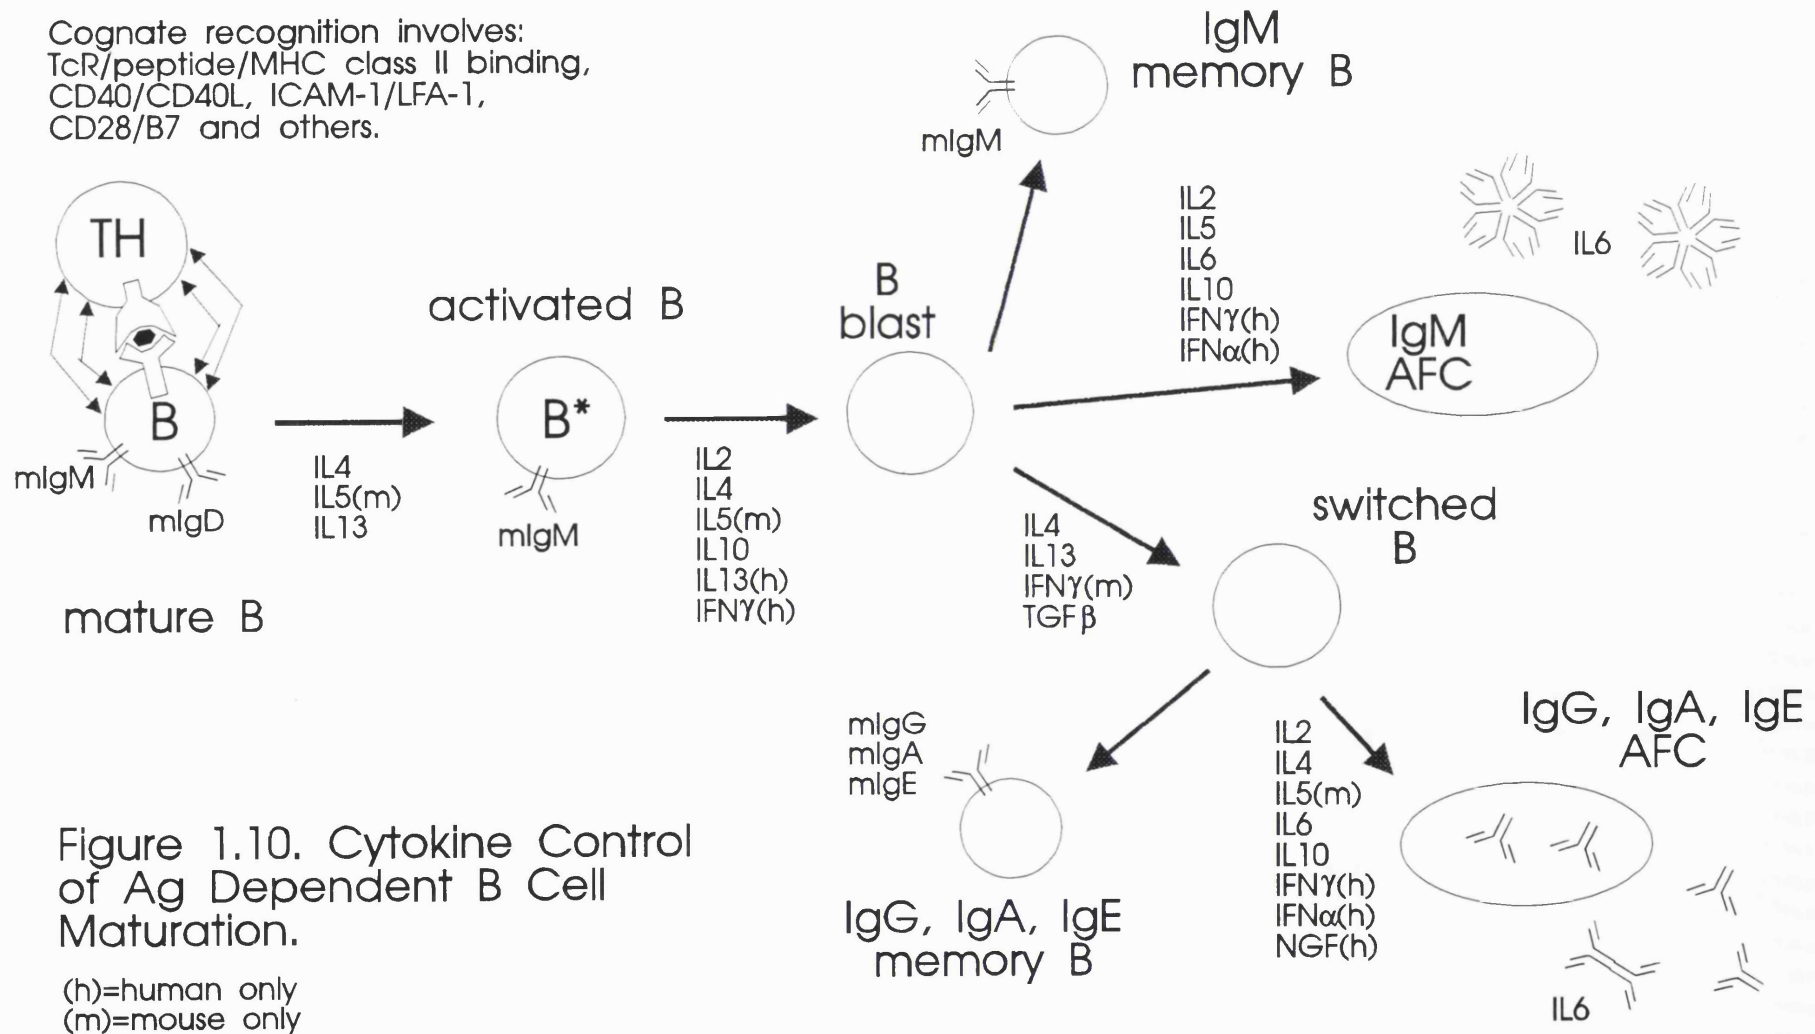 Cognate recognition involves:
TcR/peptide/MHC class II binding,
CD40/CD40L, ICAM-1/LFA-1,
CD28/B7 and others.
TH
B
mIgM
mIgD
mature B
IL4
IL5(m)
IL13
activated B
B*
mIgM
IL2
IL4
IL5(m)
IL10
IL13(h)
IFNγ(h)
B
blast
IgM
memory B
mIgM
IL2
IL5
IL6
IL10
IFNγ(h)
IFNα(h)
IL6
IgM
AFC
IL4
IL13
IFNγ(m)
TGFβ
switched
B
mIgG
mIgA
mIgE
IgG, IgA, IgE
memory B
IL2
IL4
IL5(m)
IL6
IL10
IFNγ(h)
IFNα(h)
NGF(h)
IgG, IgA, IgE
AFC
IL6
Figure 1.10. Cytokine Control
of Ag Dependent B Cell
Maturation.
(h)=human only
(m)=mouse only